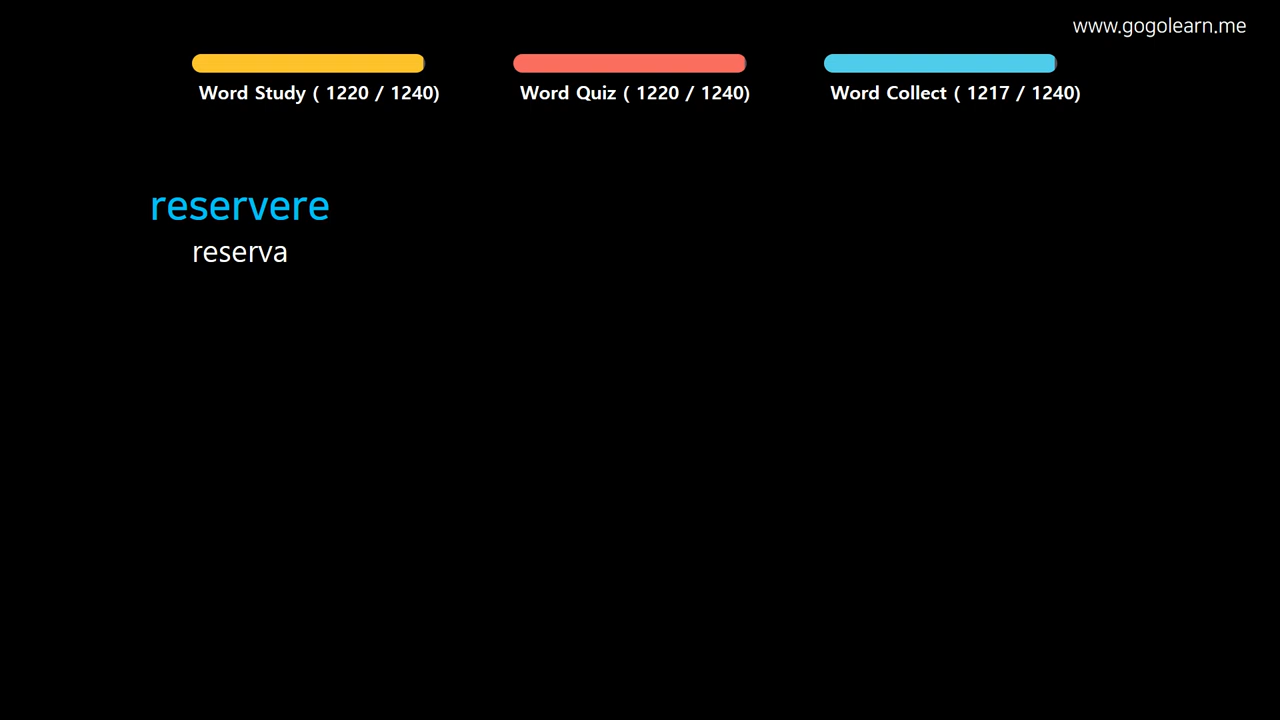 www.gogolearn.me
Word Study ( 1220 / 1240)
Word Quiz ( 1220 / 1240)
Word Collect ( 1217 / 1240)
reservere
reserva